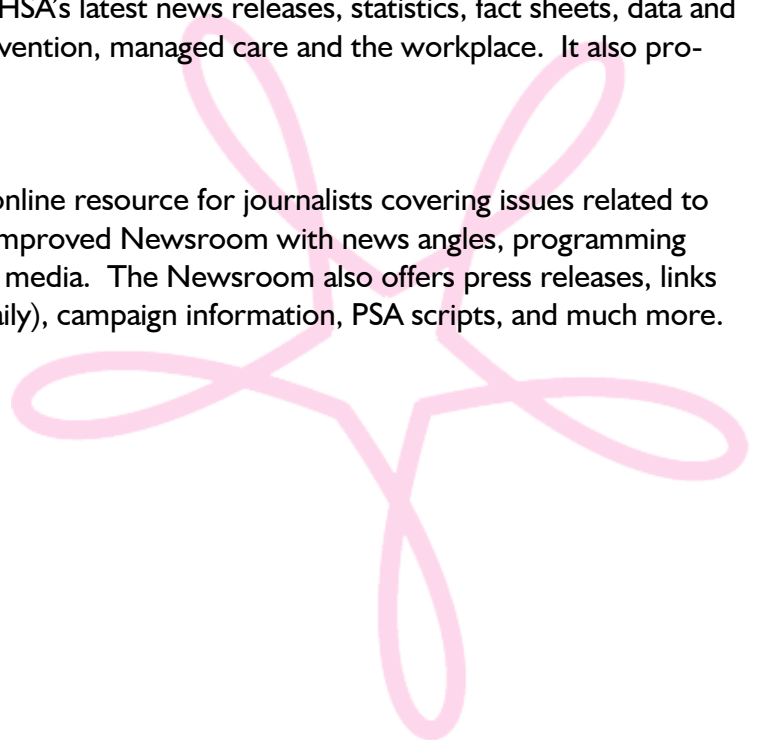 HSA’s latest news releases, statistics, fact sheets, data and
vention, managed care and the workplace.  It also pro-
online resource for journalists covering issues related to
mproved Newsroom with news angles, programming
media.  The Newsroom also offers press releases, links
aily), campaign information, PSA scripts, and much more.